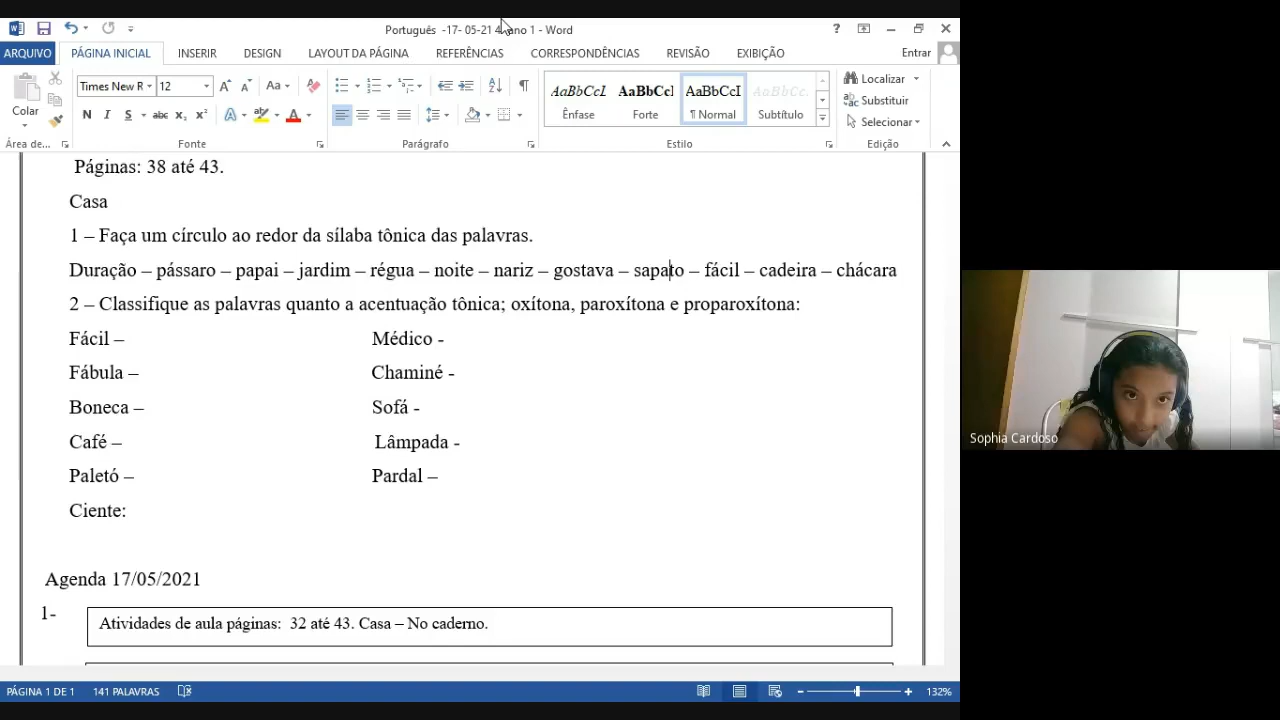 Português -17- 05-21 4 ano 1 - Word
ARQUIVO PÁGINA INICIAL INSERIR DESIGN LAYOUT DA PÁGINA REFERÊNCIAS CORRESPONDÊNCIAS REVISÃO EXIBIÇÃO Entrar
Times New R 12 Aa
Colar
N I S abc x₂ x² A A
AaBbCcL AaBbCcI AaBbCcI AaBbCc.
Ênfase Forte ¶ Normal Subtítulo
Localizar
Substituir
Selecionar
Área de... Fonte Parágrafo Estilo Edição
Páginas: 38 até 43.
Casa
1 – Faça um círculo ao redor da sílaba tônica das palavras.
Duração – pássaro – papai – jardim – régua – noite – nariz – gostava – sapato – fácil – cadeira – chácara
2 – Classifique as palavras quanto a acentuação tônica; oxítona, paroxítona e proparoxítona:
Fácil – Médico -
Fábula – Chaminé -
Boneca – Sofá -
Café – Lâmpada -
Paletó – Pardal –
Ciente:
Agenda 17/05/2021
1-
Atividades de aula páginas: 32 até 43. Casa – No caderno.
PÁGINA 1 DE 1 141 PALAVRAS 132%
Sophia Cardoso